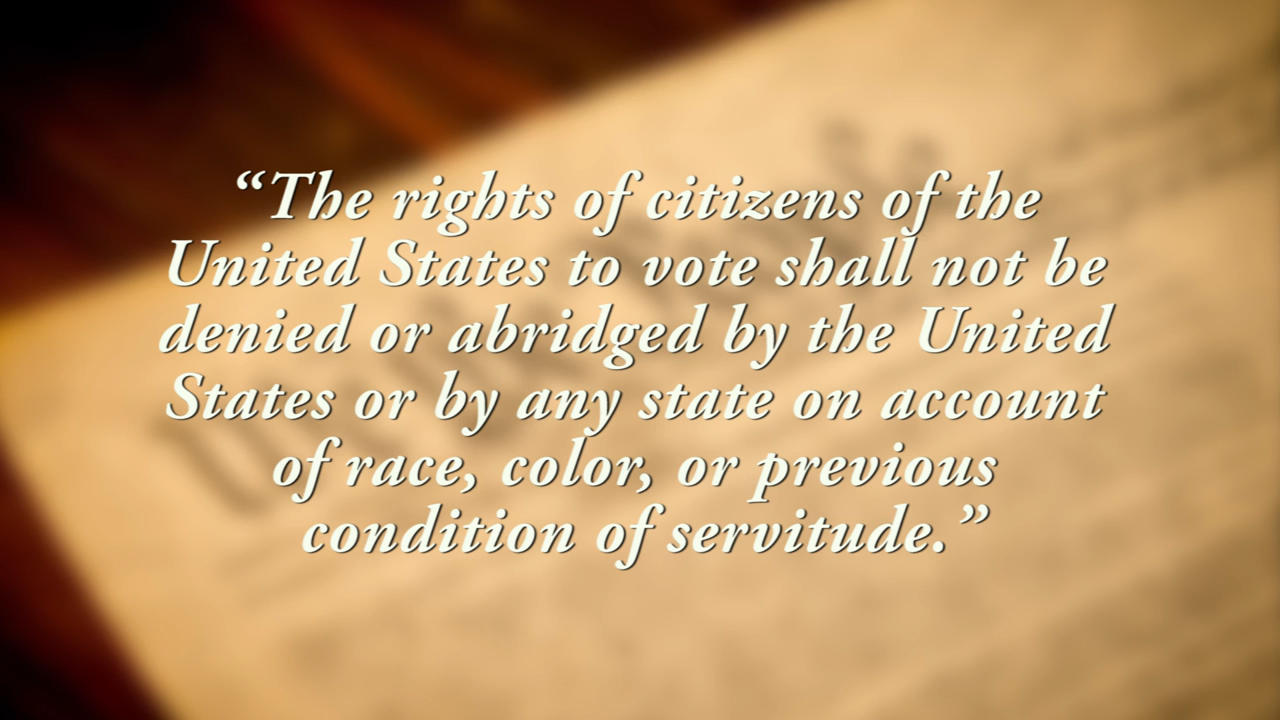 “The rights of citizens of the
United States to vote shall not be
denied or abridged by the United
States or by any state on account
of race, color, or previous
condition of servitude.”